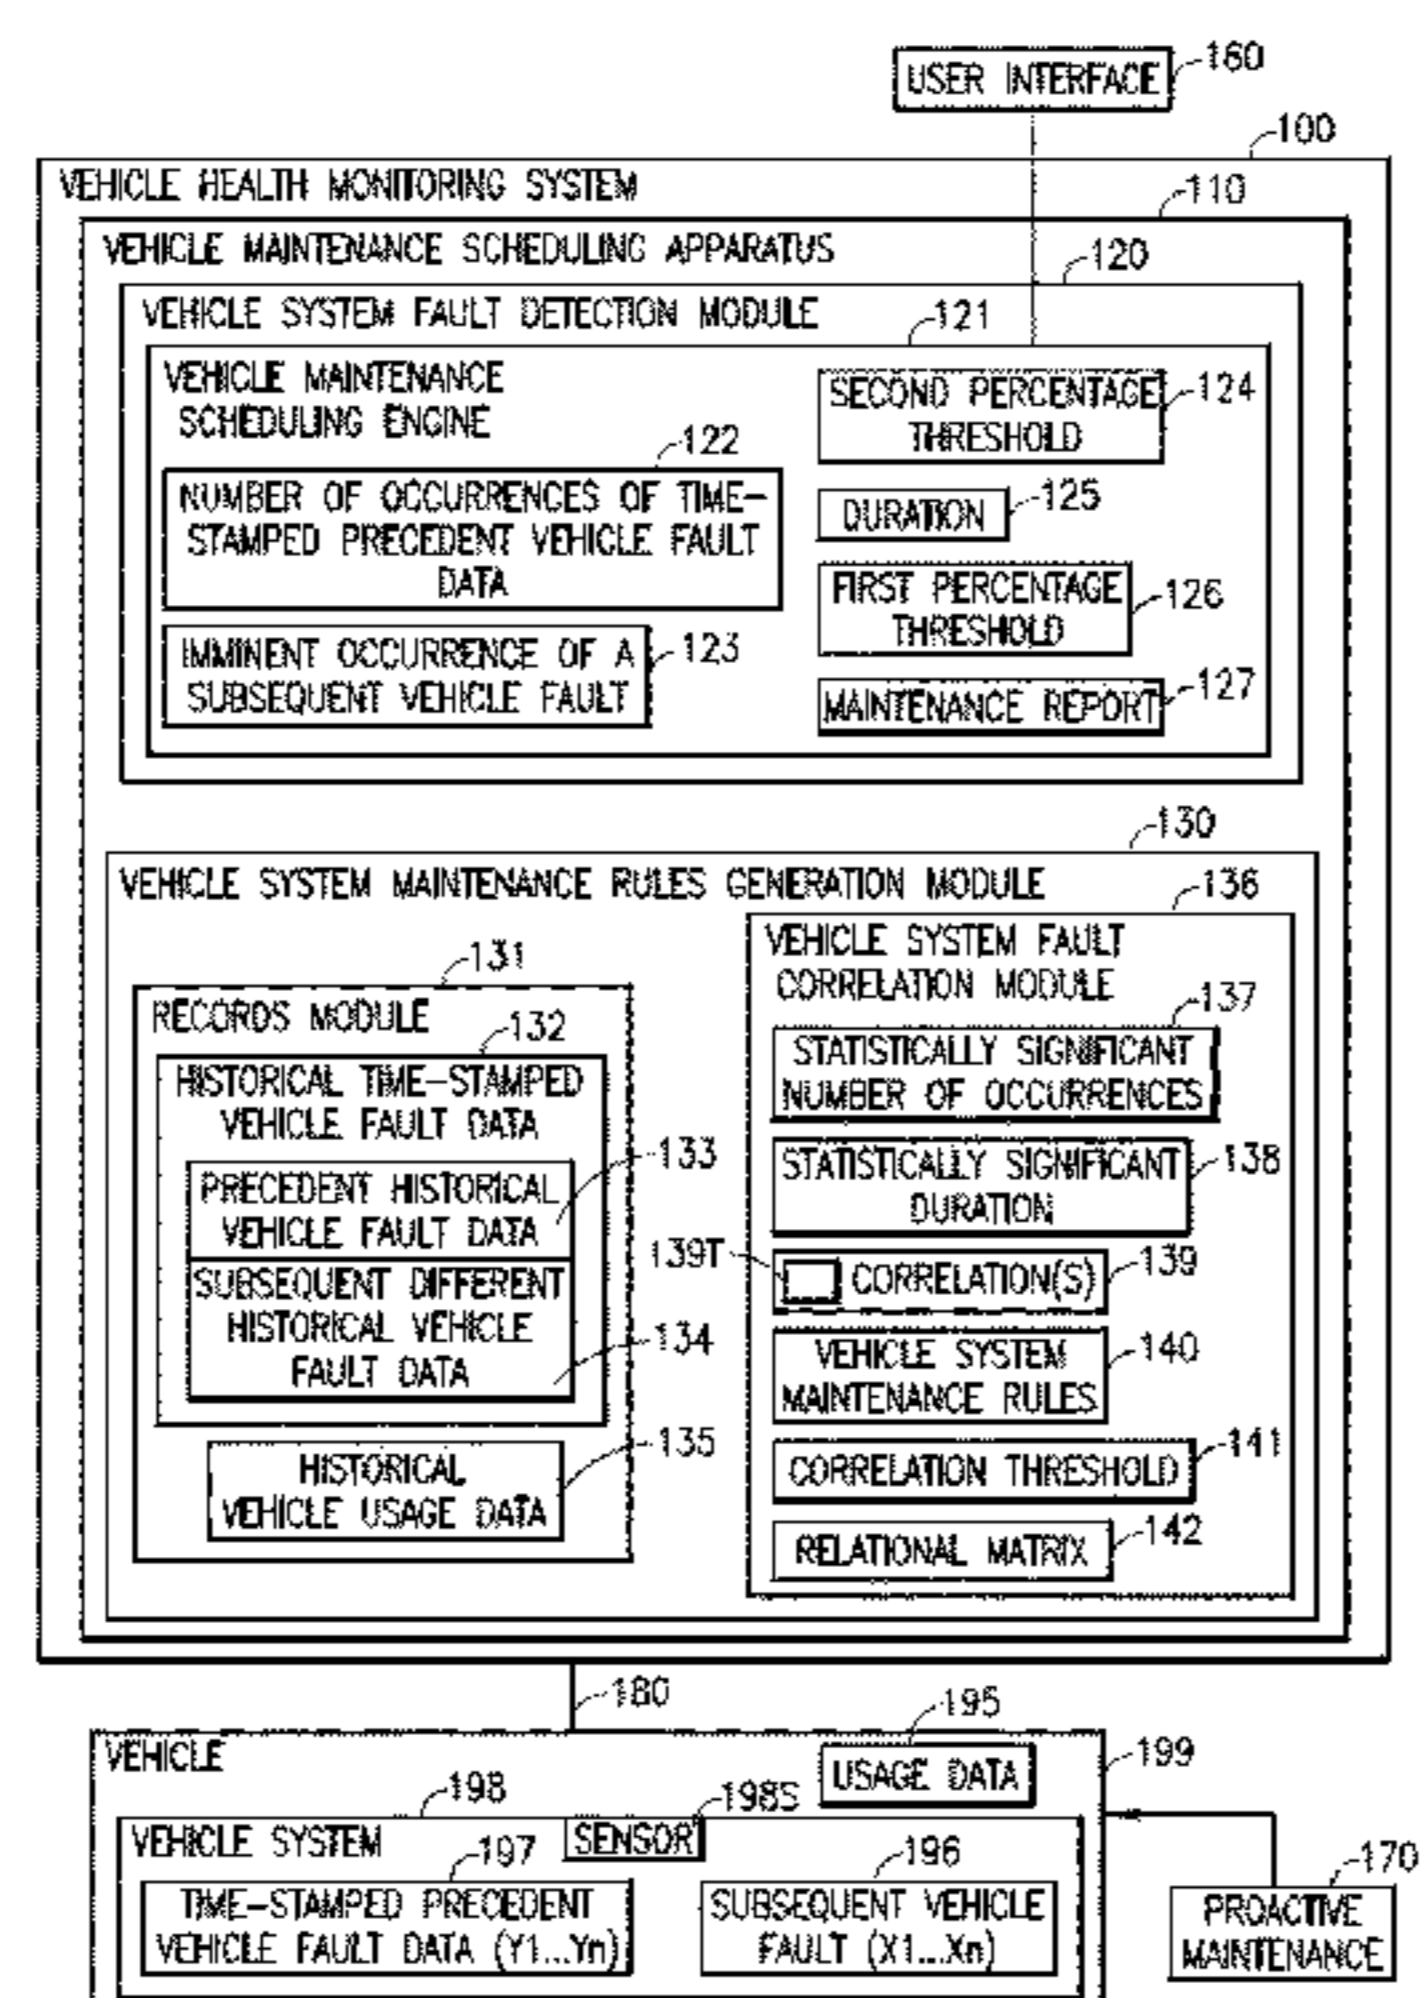 USER INTERFACE
160
100
VEHICLE HEALTH MONITORING SYSTEM
110
VEHICLE MAINTENANCE SCHEDULING APPARATUS
120
VEHICLE SYSTEM FAULT DETECTION MODULE
121
VEHICLE MAINTENANCE
SCHEDULING ENGINE
122
NUMBER OF OCCURRENCES OF TIME-
STAMPED PRECEDENT VEHICLE FAULT
DATA
IMMINENT OCCURRENCE OF A
SUBSEQUENT VEHICLE FAULT
123
SECOND PERCENTAGE
THRESHOLD
124
DURATION
125
FIRST PERCENTAGE
THRESHOLD
126
MAINTENANCE REPORT
127
130
VEHICLE SYSTEM MAINTENANCE RULES GENERATION MODULE
131
RECORDS MODULE
132
HISTORICAL TIME-STAMPED
VEHICLE FAULT DATA
PRECEDENT HISTORICAL
VEHICLE FAULT DATA
133
SUBSEQUENT DIFFERENT
HISTORICAL VEHICLE
FAULT DATA
134
HISTORICAL
VEHICLE USAGE DATA
135
136
VEHICLE SYSTEM FAULT
CORRELATION MODULE
137
STATISTICALLY SIGNIFICANT
NUMBER OF OCCURRENCES
STATISTICALLY SIGNIFICANT
DURATION
138
139T
CORRELATION(S)
139
VEHICLE SYSTEM
MAINTENANCE RULES
140
CORRELATION THRESHOLD
141
RELATIONAL MATRIX
142
180
VEHICLE
195
USAGE DATA
199
198
VEHICLE SYSTEM
SENSOR
198S
197
TIME-STAMPED PRECEDENT
VEHICLE FAULT DATA (Y1...Yn)
196
SUBSEQUENT VEHICLE
FAULT (X1...Xn)
170
PROACTIVE
MAINTENANCE